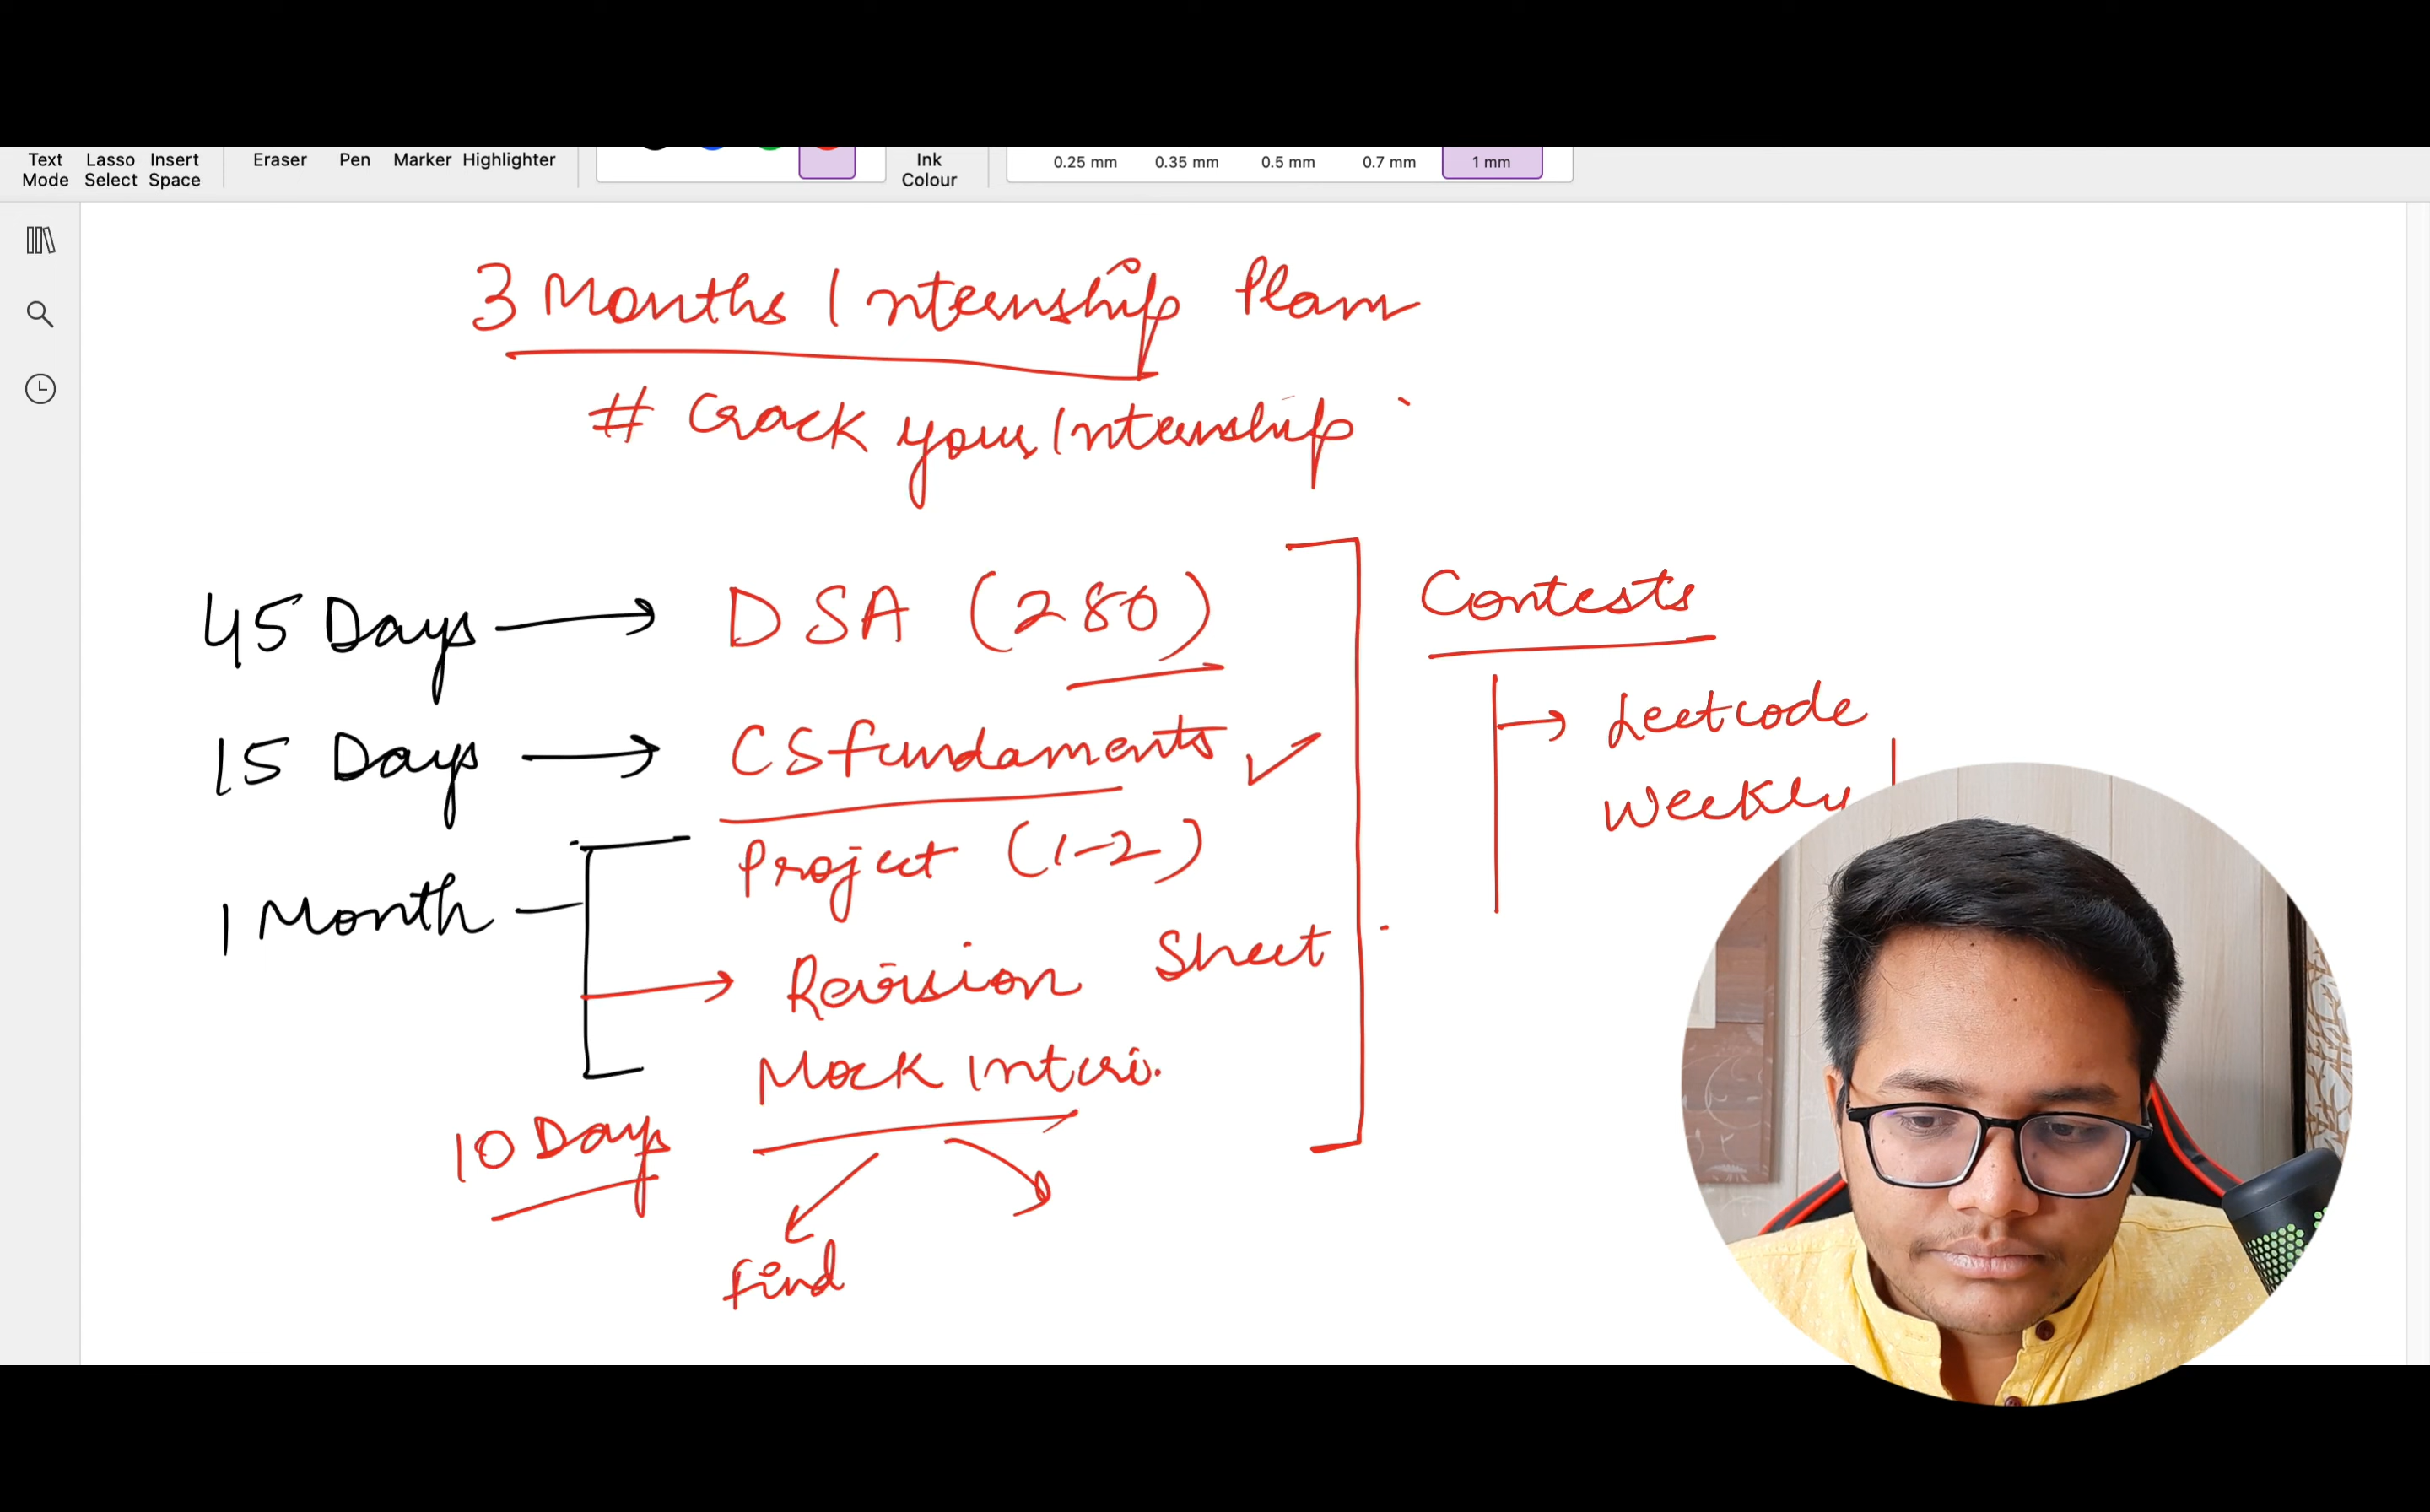 Text Mode
Lasso Select
Insert Space
Eraser
Pen
Marker
Highlighter
Ink Colour
0.25 mm
0.35 mm
0.5 mm
0.7 mm
1 mm
3 Months Internship Plan
# Crack your Internship
45 Days → DSA (280)
15 Days → CS fundaments ✓
1 Month
Project (1-2)
→ Revision Sheet
Mock
10 Days
find
Contests
→ Leetcode
Weekly